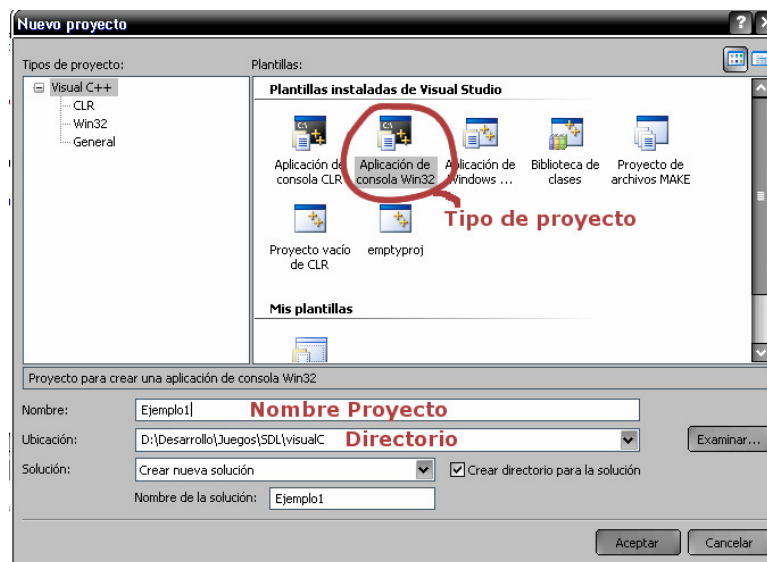 Nuevo proyecto
Tipos de proyecto:
Plantillas:
Visual C++
CLR
Win32
General
Plantillas instaladas de Visual Studio
Aplicación de consola CLR
Aplicación de consola Win32
Aplicación de Windows ...
Biblioteca de clases
Proyecto de archivos MAKE
Tipo de proyecto
Proyecto vacío de CLR
emptyproj
Mis plantillas
Proyecto para crear una aplicación de consola Win32
Nombre:
Ejemplo1
Nombre Proyecto
Ubicación:
D:\Desarrollo\Juegos\SDL\visualC
Directorio
Examinar...
Solución:
Crear nueva solución
Crear directorio para la solución
Nombre de la solución:
Ejemplo1
Aceptar
Cancelar